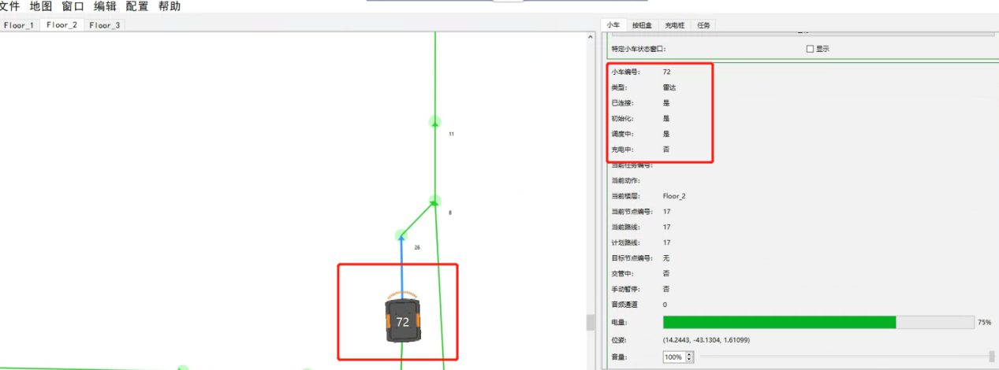 文件 地图 窗口 编辑 配置 帮助
Floor_1 Floor_2 Floor_3
11
8
26
72
小车 按钮盒 充电桩 任务
特定小车状态窗口: 显示
小车编号: 72
类型: 雷达
已连接: 是
初始化: 是
调度中: 是
充电中: 否
当前任务编号:
当前动作:
当前楼层: Floor_2
当前节点编号: 17
当前路线: 17
计划路线: 17
目标节点编号: 无
交管中: 否
手动暂停: 否
音频通道 0
电量: 75%
位姿: (14.2443, -43.1304, 1.61099)
音量: 100%